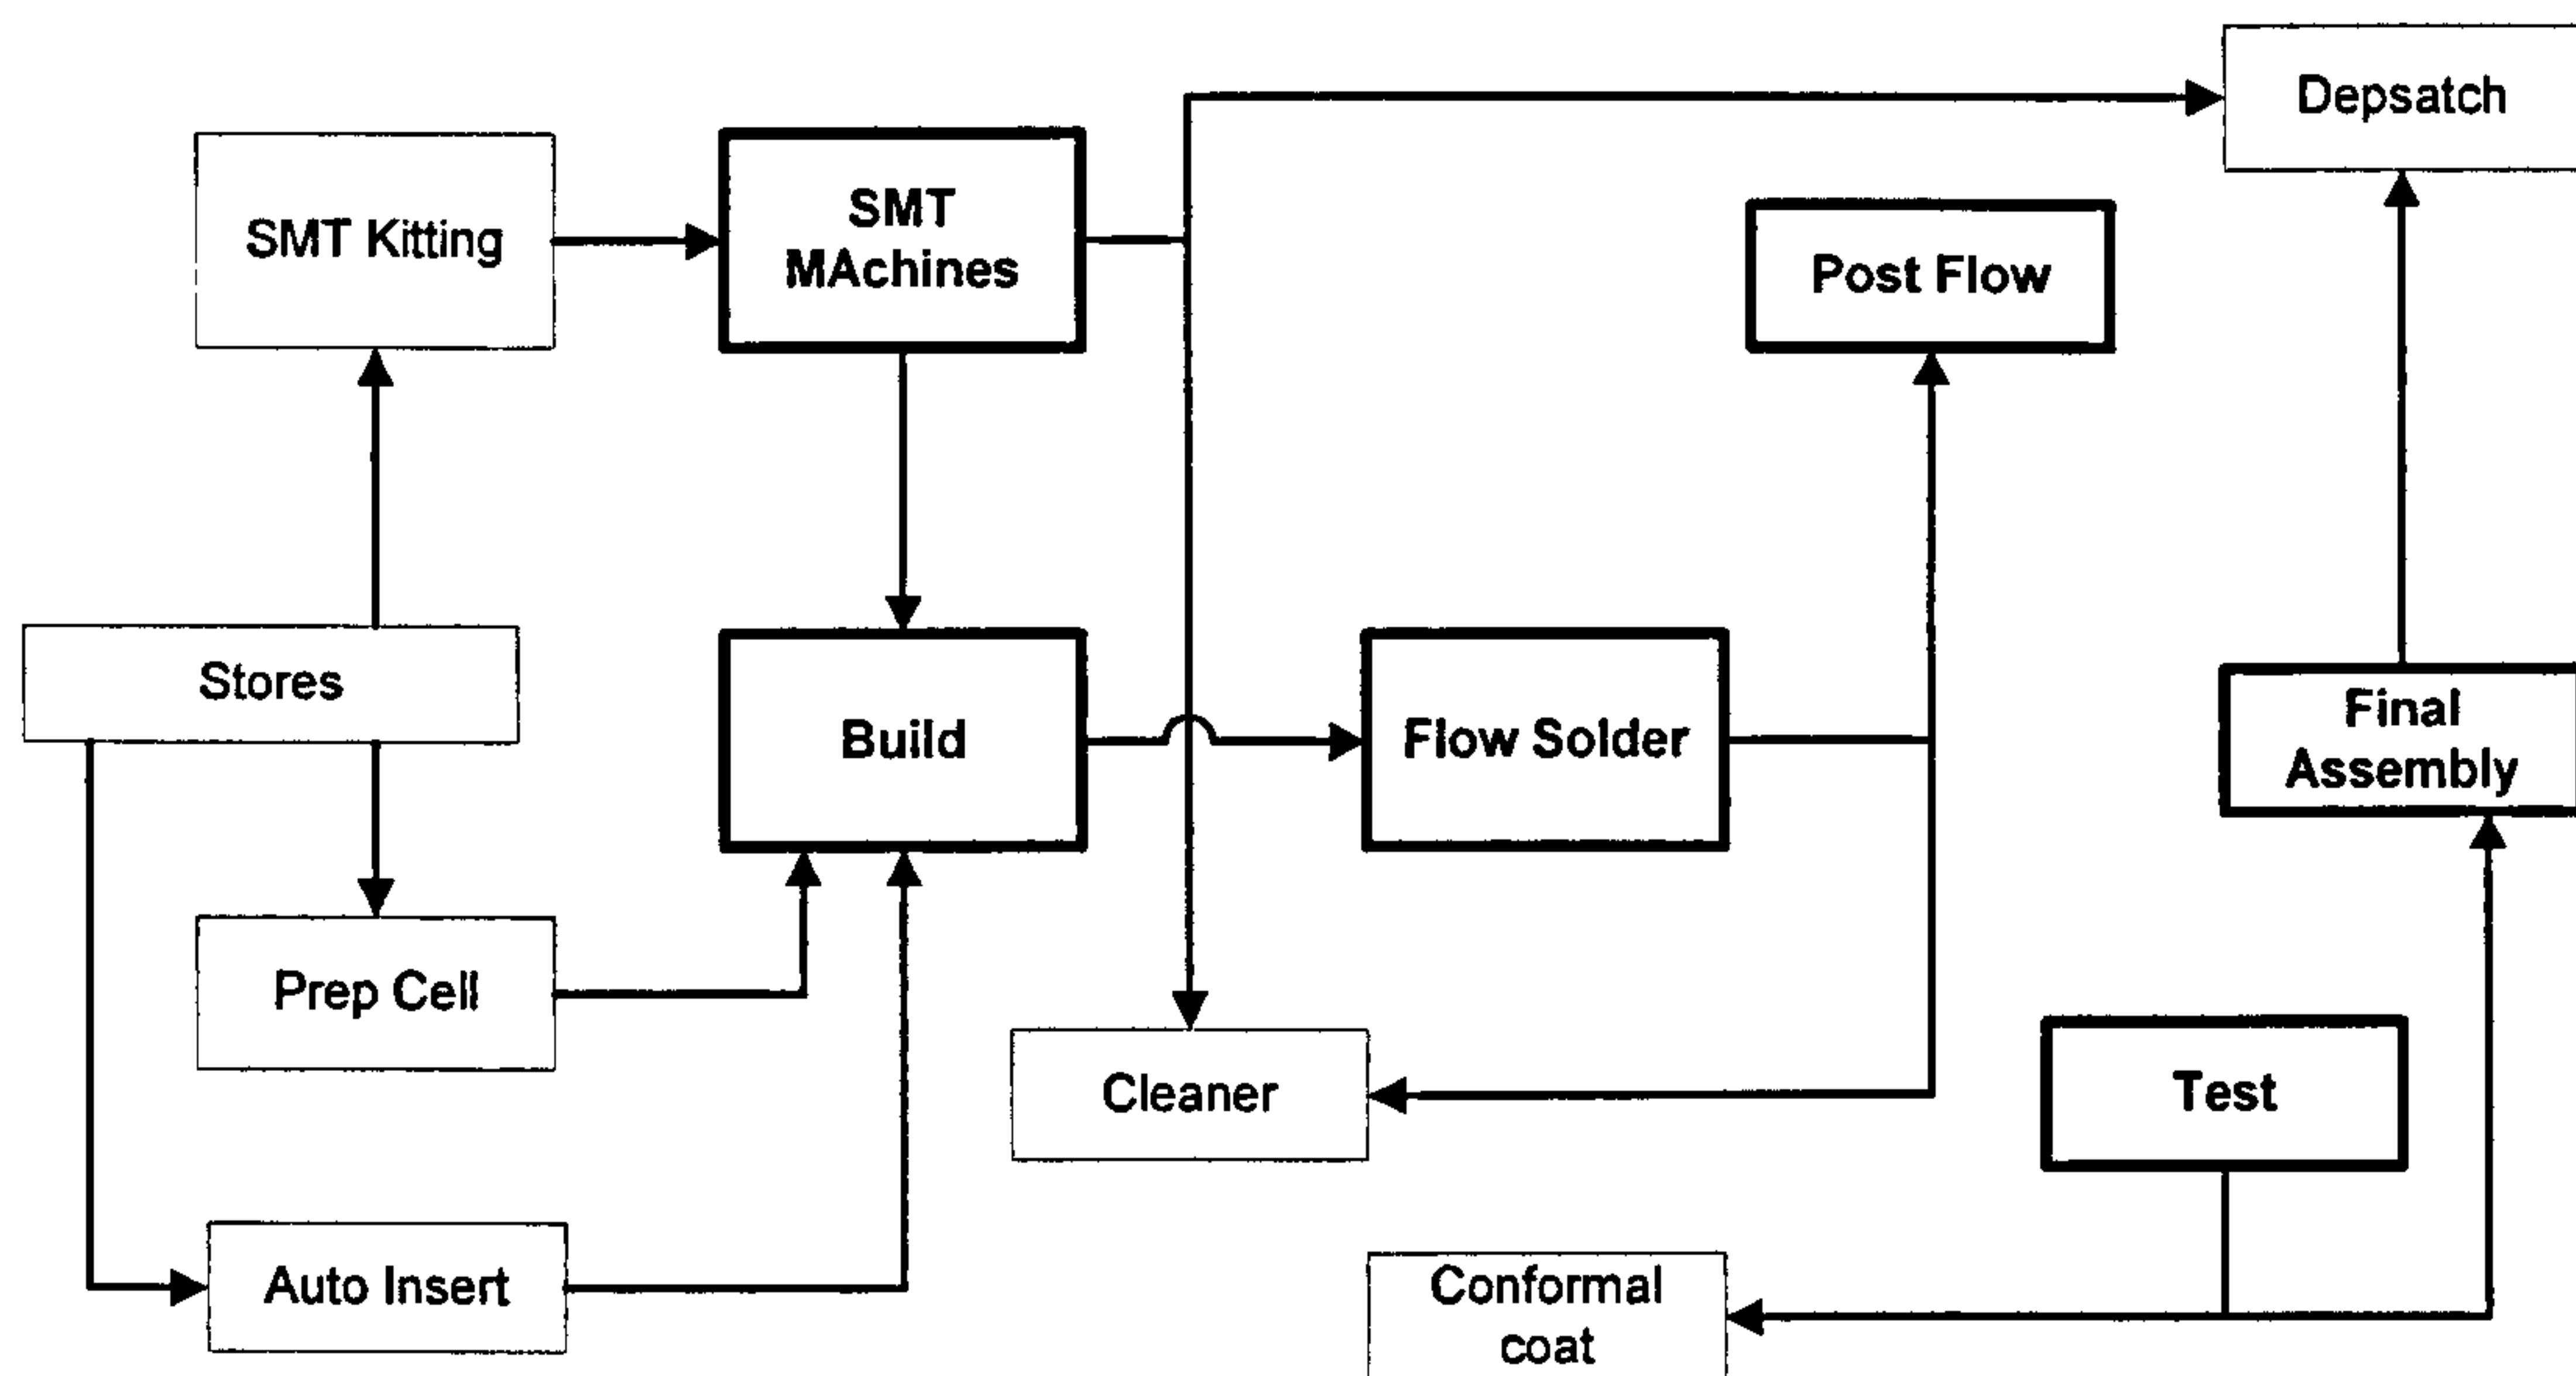 Depsatch
SMT Kitting
SMT
MAchines
Post Flow
Stores
Build
Flow Solder
Final
Assembly
Prep Cell
Cleaner
Test
Auto Insert
Conformal
coat